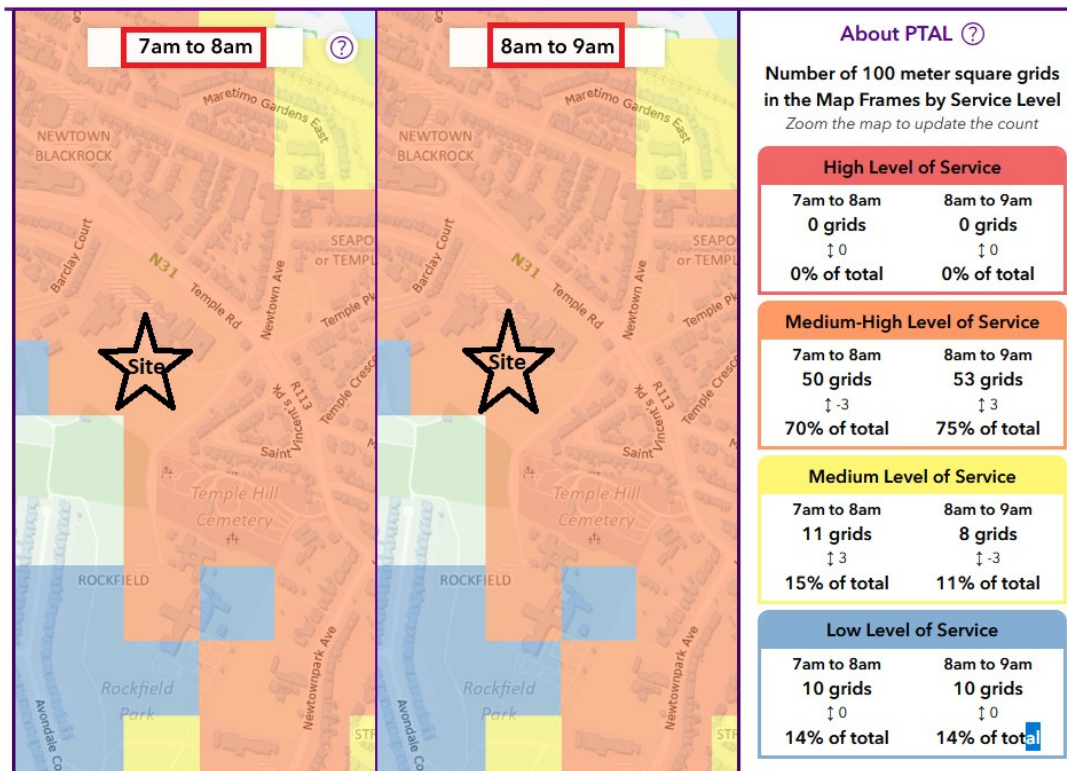 7am to 8am
?
Maretimo Gardens East
NEWTOWN
BLACKROCK
Barclay Court
N31
Temple Rd
Newtown Ave
SEAPO
or TEMPL
Temple Pk
Site
R113
Temple Cresce
St Vincent's Pk
Saint
Temple Hill
Cemetery
ROCKFIELD
Rockfield
Park
Newtownpark Ave
Avondale Co
STR
8am to 9am
Maretimo Gardens East
NEWTOWN
BLACKROCK
Barclay Court
N31
Temple Rd
Newtown Ave
SEAPO
or TEMPL
Temple Pk
Site
R113
Temple Cresce
Saint Vincent's Pk
Temple Hill
Cemetery
ROCKFIELD
Rockfield
Park
Newtownpark Ave
Avondale Co
STR
About PTAL ?
Number of 100 meter square grids
in the Map Frames by Service Level
Zoom the map to update the count
High Level of Service
7am to 8am 8am to 9am
0 grids 0 grids
↕ 0 ↕ 0
0% of total 0% of total
Medium-High Level of Service
7am to 8am 8am to 9am
50 grids 53 grids
↕ -3 ↕ 3
70% of total 75% of total
Medium Level of Service
7am to 8am 8am to 9am
11 grids 8 grids
↕ 3 ↕ -3
15% of total 11% of total
Low Level of Service
7am to 8am 8am to 9am
10 grids 10 grids
↕ 0 ↕ 0
14% of total 14% of total